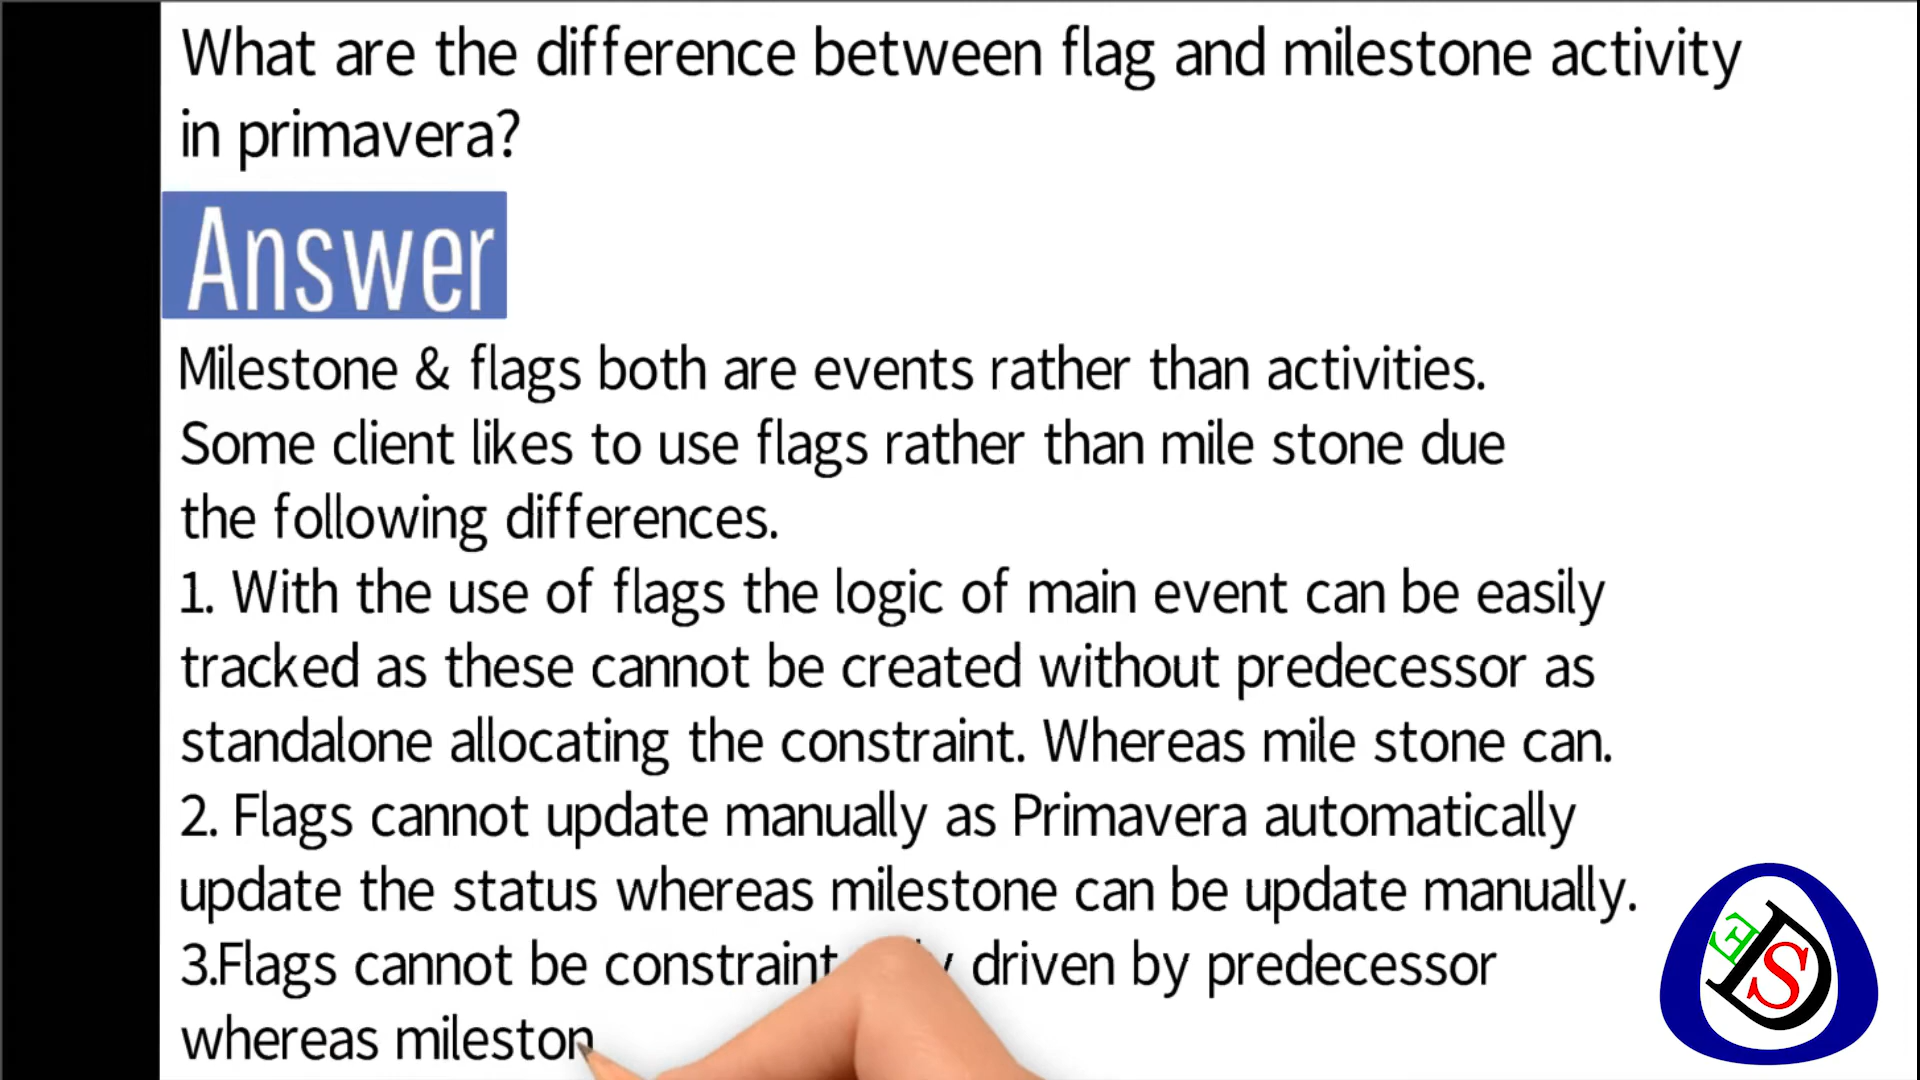 What are the difference between flag and milestone activity
in primavera?
Answer
Milestone & flags both are events rather than activities.
Some client likes to use flags rather than mile stone due
the following differences.
1. With the use of flags the logic of main event can be easily
tracked as these cannot be created without predecessor as
standalone allocating the constraint. Whereas mile stone can.
2. Flags cannot update manually as Primavera automatically
update the status whereas milestone can be update manually.
3.Flags cannot be constraint driven by predecessor
whereas mileston
E
D
S